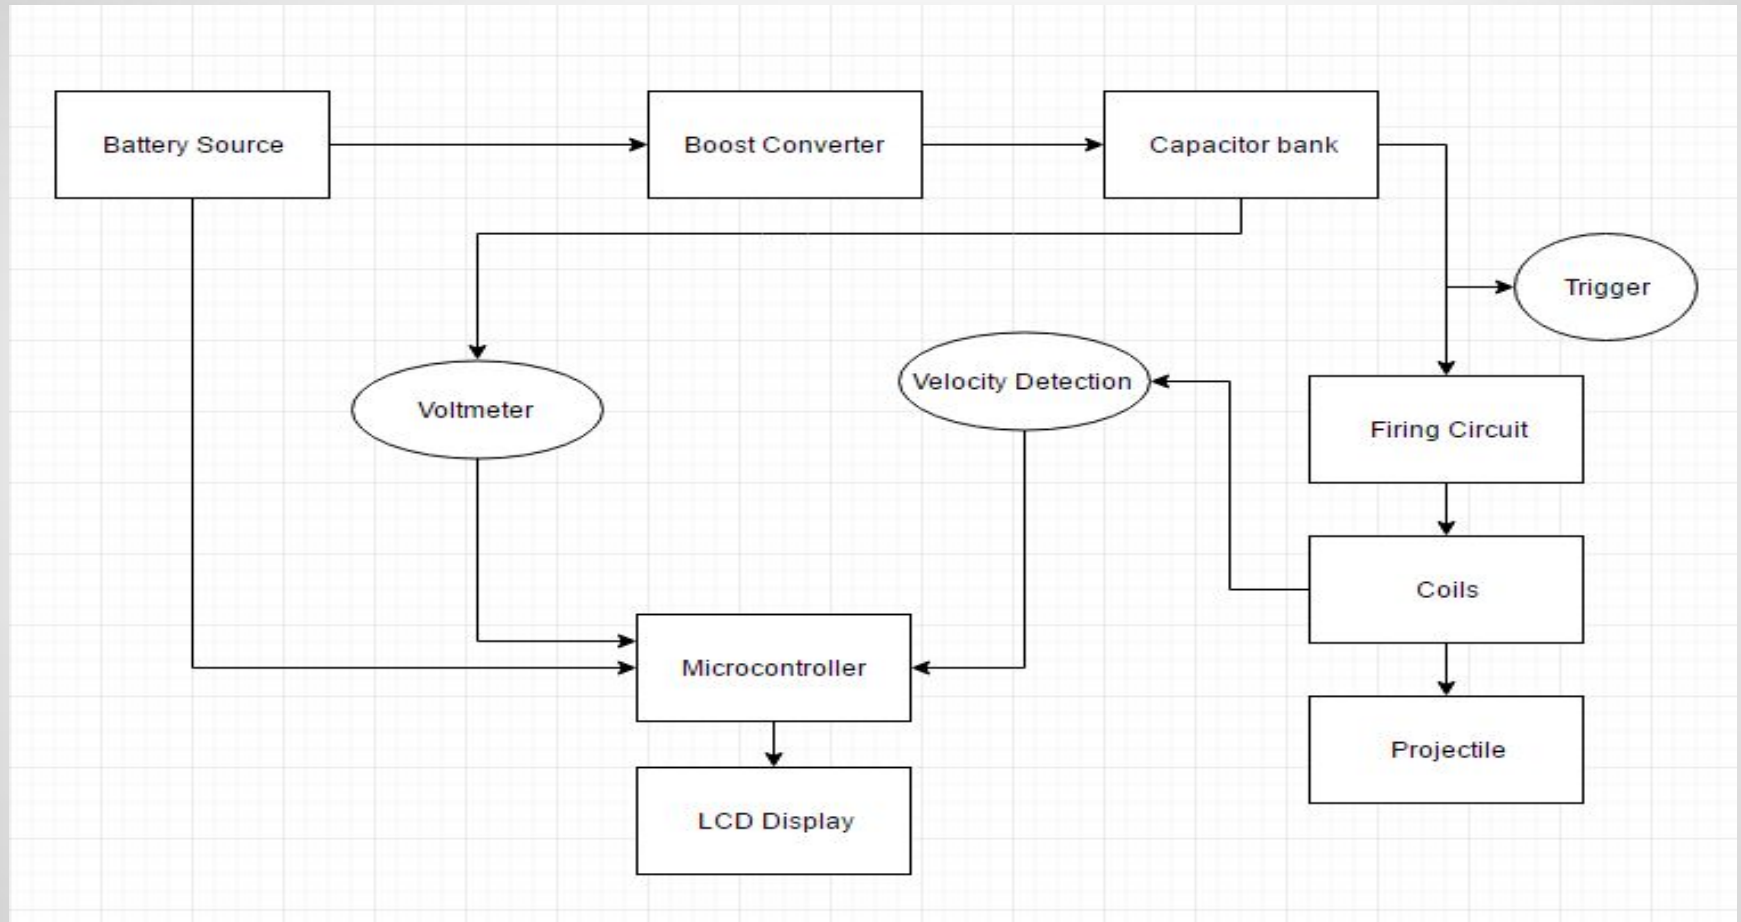 Battery Source
Boost Converter
Capacitor bank
Trigger
Velocity Detection
Voltmeter
Firing Circuit
Coils
Microcontroller
Projectile
LCD Display